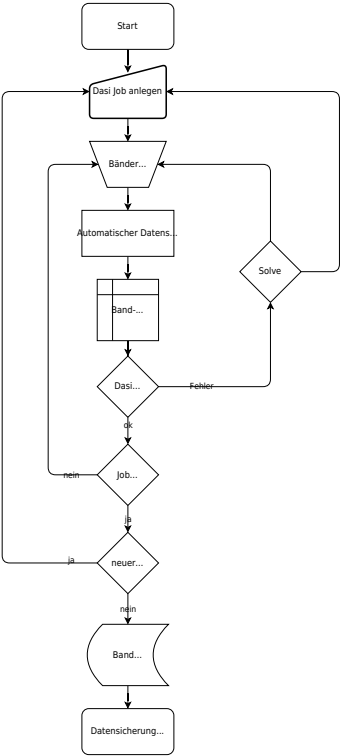 Start
Dasi Job anlegen
Bänder...
Automatischer Datens...
Solve
Band-...
Dasi...
Fehler
ok
Job...
nein
ja
neuer...
ja
nein
Band...
Datensicherung...